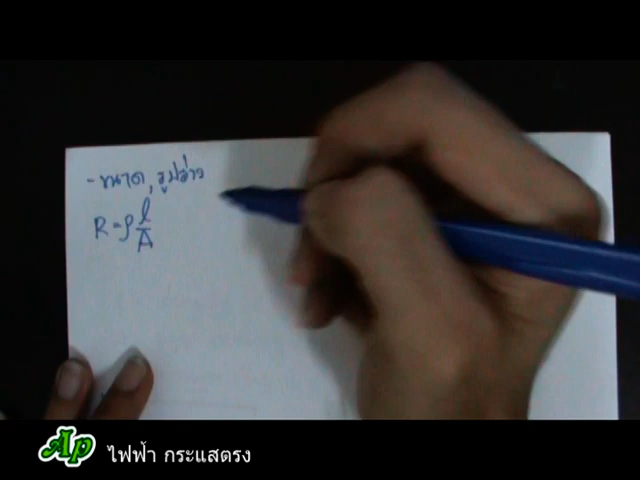 - ขนาด, รูปร่าง
R = ρ l/A
Ap ไฟฟ้า กระแสตรง